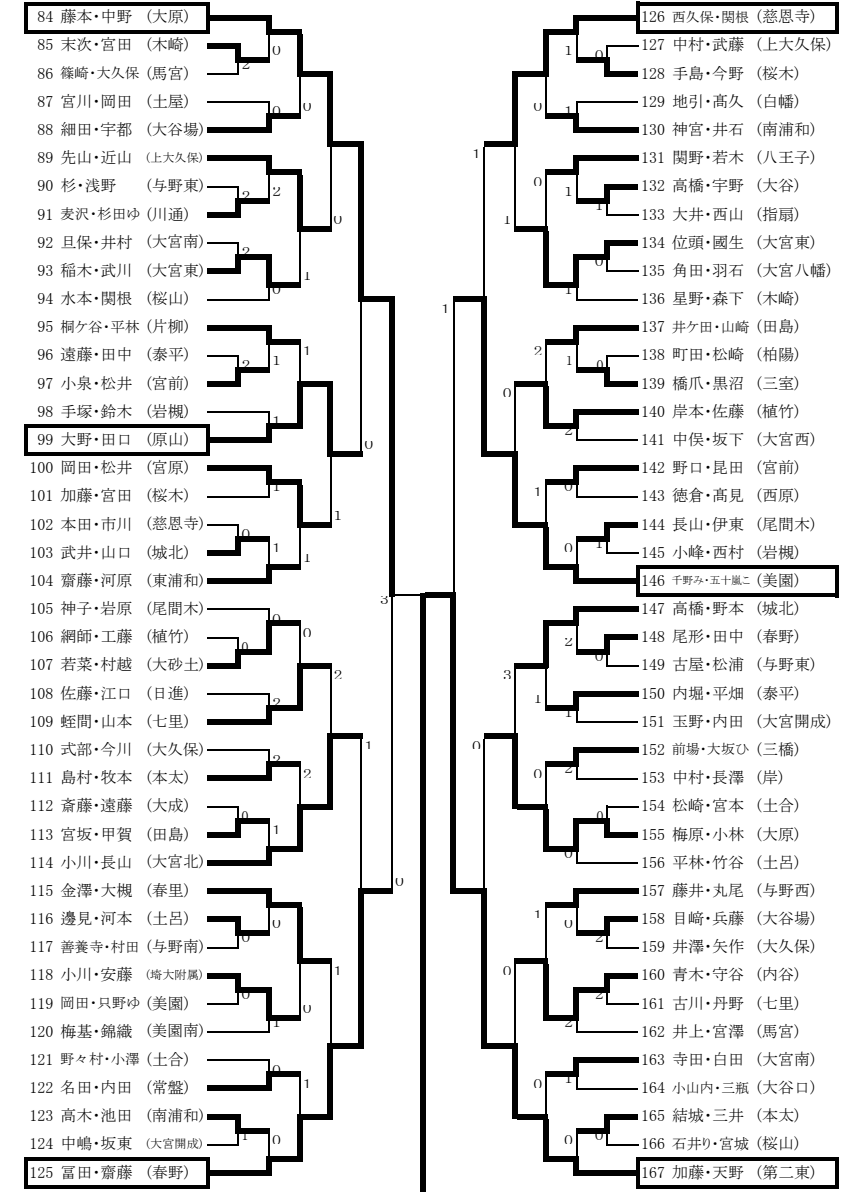 84 藤本・中野 (大原)
85 末次・宮田 (木崎)
86 篠崎・大久保 (馬宮)
87 宮川・岡田 (土屋)
88 細田・宇都 (大谷場)
89 先山・近山 (上大久保)
90 杉・浅野 (与野東)
91 麦沢・杉田ゆ (川通)
92 旦保・井村 (大宮南)
93 稲木・武川 (大宮東)
94 水本・関根 (桜山)
95 桐ケ谷・平林 (片柳)
96 遠藤・田中 (泰平)
97 小泉・松井 (宮前)
98 手塚・鈴木 (岩槻)
99 大野・田口 (原山)
100 岡田・松井 (宮原)
101 加藤・宮田 (桜木)
102 本田・市川 (慈恩寺)
103 武井・山口 (城北)
104 齋藤・河原 (東浦和)
105 神子・岩原 (尾間木)
106 網師・工藤 (植竹)
107 若菜・村越 (大砂土)
108 佐藤・江口 (日進)
109 蛭間・山本 (七里)
110 式部・今川 (大久保)
111 島村・牧本 (本太)
112 斎藤・遠藤 (大成)
113 宮坂・甲賀 (田島)
114 小川・長山 (大宮北)
115 金澤・大槻 (春里)
116 邊見・河本 (土呂)
117 善養寺・村田 (与野南)
118 小川・安藤 (埼大附属)
119 岡田・只野ゆ (美園)
120 梅基・錦織 (美園南)
121 野々村・小澤 (土合)
122 名田・内田 (常盤)
123 高木・池田 (南浦和)
124 中嶋・坂東 (大宮開成)
125 冨田・齋藤 (春野)
126 西久保・関根 (慈恩寺)
127 中村・武藤 (上大久保)
128 手島・今野 (桜木)
129 地引・髙久 (白幡)
130 神宮・井石 (南浦和)
131 関野・若木 (八王子)
132 高橋・宇野 (大谷)
133 大井・西山 (指扇)
134 位頭・國生 (大宮東)
135 角田・羽石 (大宮八幡)
136 星野・森下 (木崎)
137 井ケ田・山崎 (田島)
138 町田・松崎 (柏陽)
139 橋爪・黒沼 (三室)
140 岸本・佐藤 (植竹)
141 中俣・坂下 (大宮西)
142 野口・昆田 (宮前)
143 徳倉・髙見 (西原)
144 長山・伊東 (尾間木)
145 小峰・西村 (岩槻)
146 千野み・五十嵐こ (美園)
147 高橋・野本 (城北)
148 尾形・田中 (春野)
149 古屋・松浦 (与野東)
150 内堀・平畑 (泰平)
151 玉野・内田 (大宮開成)
152 前場・大坂ひ (三橋)
153 中村・長澤 (岸)
154 松崎・宮本 (土合)
155 梅原・小林 (大原)
156 平林・竹谷 (土呂)
157 藤井・丸尾 (与野西)
158 目﨑・兵藤 (大谷場)
159 井澤・矢作 (大久保)
160 青木・守谷 (内谷)
161 古川・丹野 (七里)
162 井上・宮澤 (馬宮)
163 寺田・白田 (大宮南)
164 小山内・三瓶 (大谷口)
165 結城・三井 (本太)
166 石井り・宮城 (桜山)
167 加藤・天野 (第二東)